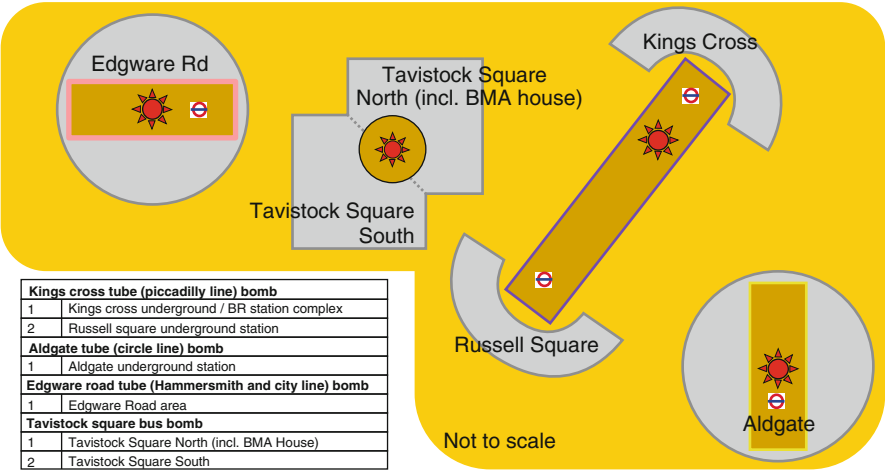 Edgware Rd
Tavistock Square
North (incl. BMA house)
Kings Cross
Tavistock Square
South
Russell Square
Aldgate
Not to scale
Kings cross tube (piccadilly line) bomb
1 Kings cross underground / BR station complex
2 Russell square underground station
Aldgate tube (circle line) bomb
1 Aldgate underground station
Edgware road tube (Hammersmith and city line) bomb
1 Edgware Road area
Tavistock square bus bomb
1 Tavistock Square North (incl. BMA House)
2 Tavistock Square South